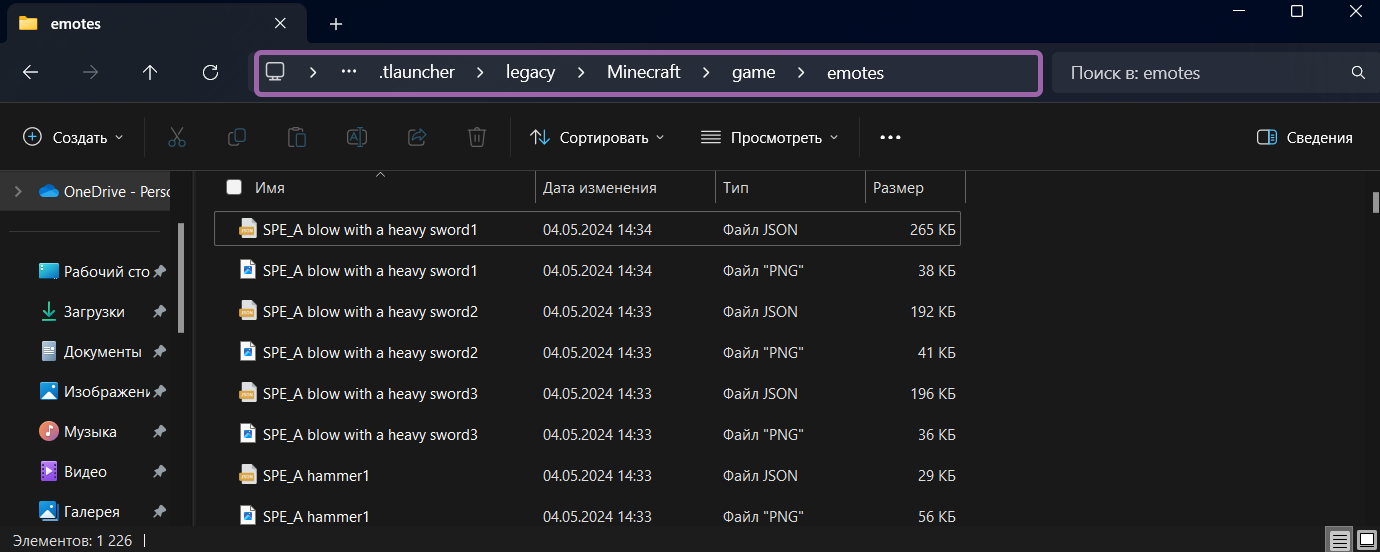 emotes
.tlauncher > legacy > Minecraft > game > emotes
Поиск в: emotes
Создать
Сортировать
Просмотреть
Сведения
OneDrive - Perso
Рабочий сто
Загрузки
Документы
Изображени
Музыка
Видео
Галерея
Имя Дата изменения Тип Размер
SPE_A blow with a heavy sword1 04.05.2024 14:34 Файл JSON 265 КБ
SPE_A blow with a heavy sword1 04.05.2024 14:34 Файл "PNG" 38 КБ
SPE_A blow with a heavy sword2 04.05.2024 14:33 Файл JSON 192 КБ
SPE_A blow with a heavy sword2 04.05.2024 14:33 Файл "PNG" 41 КБ
SPE_A blow with a heavy sword3 04.05.2024 14:33 Файл JSON 196 КБ
SPE_A blow with a heavy sword3 04.05.2024 14:33 Файл "PNG" 36 КБ
SPE_A hammer1 04.05.2024 14:33 Файл JSON 29 КБ
SPE_A hammer1 04.05.2024 14:33 Файл "PNG" 56 КБ
Элементов: 1 226